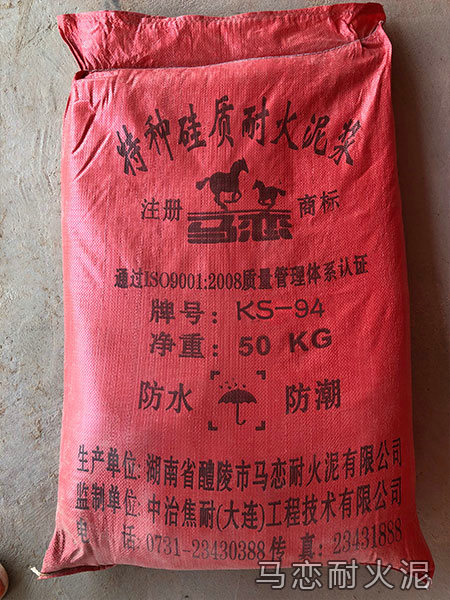 特种硅质耐火泥浆
注册 商标
马恋
通过ISO9001:2008质量管理体系认证
牌号：KS-94
净重：50 KG
防水 防潮
生产单位：湖南省醴陵市马恋耐火泥有限公司
监制单位：中冶焦耐(大连)工程技术有限公司
电 话：0731-23430388 传 真：23431888
马恋耐火泥